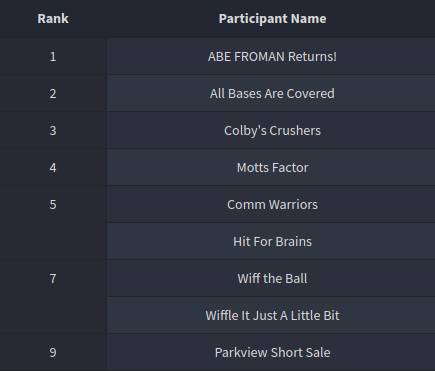 Rank Participant Name
1 ABE FROMAN Returns!
2 All Bases Are Covered
3 Colby's Crushers
4 Motts Factor
5 Comm Warriors
Hit For Brains
7 Wiff the Ball
Wiffle It Just A Little Bit
9 Parkview Short Sale